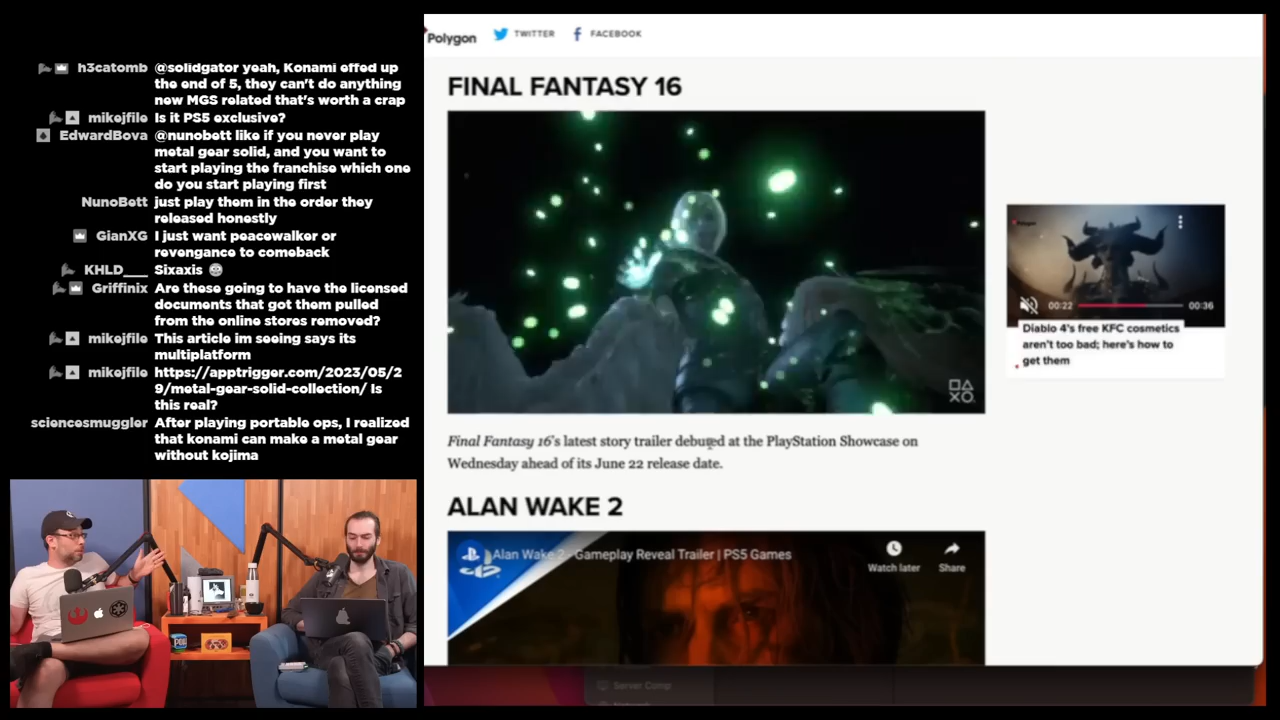 h3catomb @solidgator yeah, Konami effed up
the end of 5, they can't do anything
new MGS related that's worth a crap
mikejfile Is it PS5 exclusive?
EdwardBova @nunobett like if you never play
metal gear solid, and you want to
start playing the franchise which one
do you start playing first
NunoBett just play them in the order they
released honestly
GianXG I just want peacewalker or
revengance to comeback
KHLD___ Sixaxis
Griffinix Are these going to have the licensed
documents that got them pulled
from the online stores removed?
mikejfile This article im seeing says its
multiplatform
mikejfile https://apptrigger.com/2023/05/2
9/metal-gear-solid-collection/ Is
this real?
sciencesmuggler After playing portable ops, I realized
that konami can make a metal gear
without kojima
Polygon TWITTER FACEBOOK
FINAL FANTASY 16
Final Fantasy 16's latest story trailer debuted at the PlayStation Showcase on
Wednesday ahead of its June 22 release date.
ALAN WAKE 2
Alan Wake 2 - Gameplay Reveal Trailer | PS5 Games
Watch later Share
Polygon
00:22 00:36
Diablo 4's free KFC cosmetics
aren't too bad; here's how to
get them
Server Comp